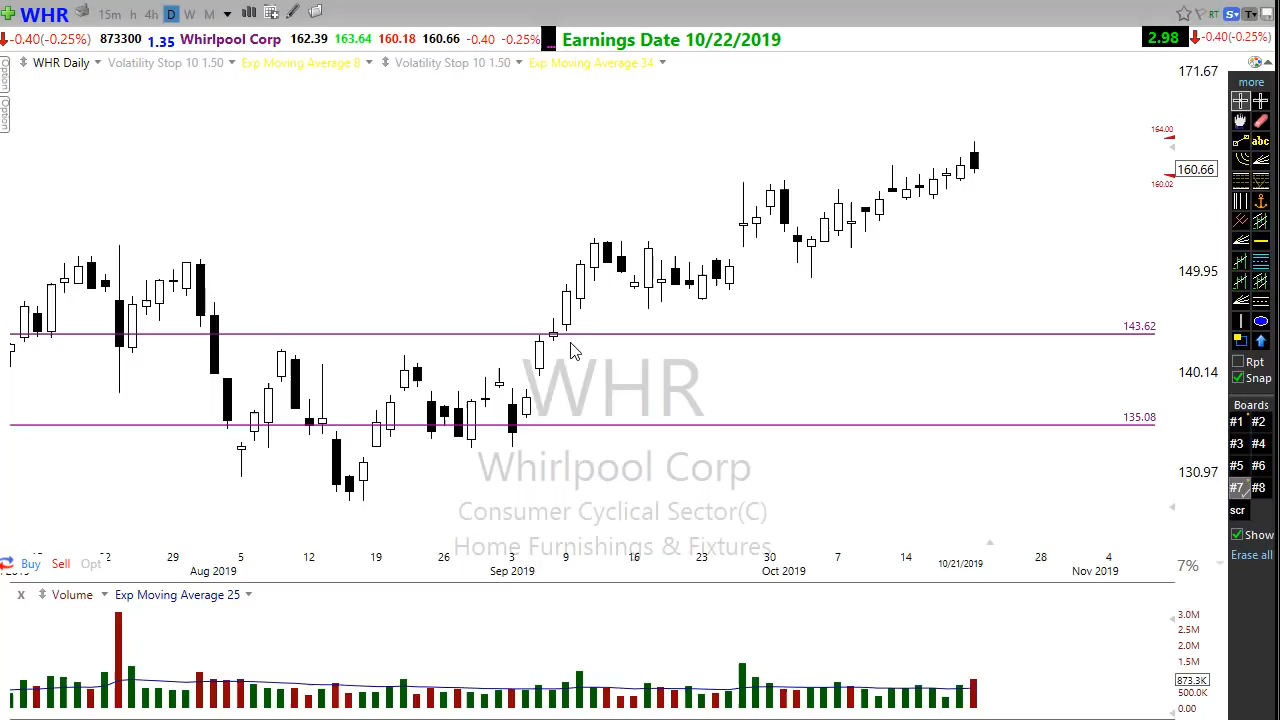 WHR 15m h 4h D W M RT S T
-0.40(-0.25%) 873300 1.35 Whirlpool Corp 162.39 163.64 160.18 160.66 -0.40 -0.25% ... Earnings Date 10/22/2019 2.98 -0.40(-0.25%)
WHR Daily Volatility Stop 10 1.50 Exp Moving Average 8 Volatility Stop 10 1.50 Exp Moving Average 34
Option
Option
171.67
164.00
160.66
160.02
149.95
143.62
140.14
135.08
130.97
WHR
Whirlpool Corp
Consumer Cyclical Sector(C)
Home Furnishings & Fixtures
more
abc
Rpt
Snap
Boards
#1 #2
#3 #4
#5 #6
#7 #8
scr
Show
Erase all
29 5 12 19 26 3 9 16 23 30 7 14 10/21/2019 28 4
Buy Sell Opt
Aug 2019 Sep 2019 Oct 2019 Nov 2019
7%
X Volume Exp Moving Average 25
3.0M
2.5M
2.0M
1.5M
873.3K
500.0K
0.00